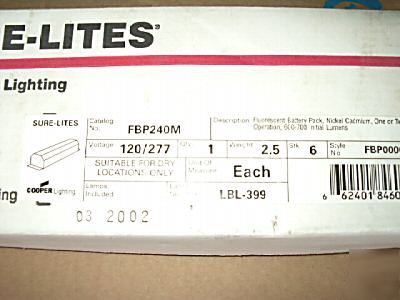 E-LITES®
Lighting
SURE-LITES
Catalog No. FBP240M
Description Fluorescent Battery Pack, Nickel Cadmium, One or Tw
Operation, 600-700 Initial Lumens
Voltage 120/277 Qty. 1 Weight 2.5 Stk 6 Style No FBP000
SUITABLE FOR DRY LOCATIONS ONLY
Unit Of Measure Each
ing
COOPER Lighting
Lamps Included
LBL-399
6 62401 8460
03 2002